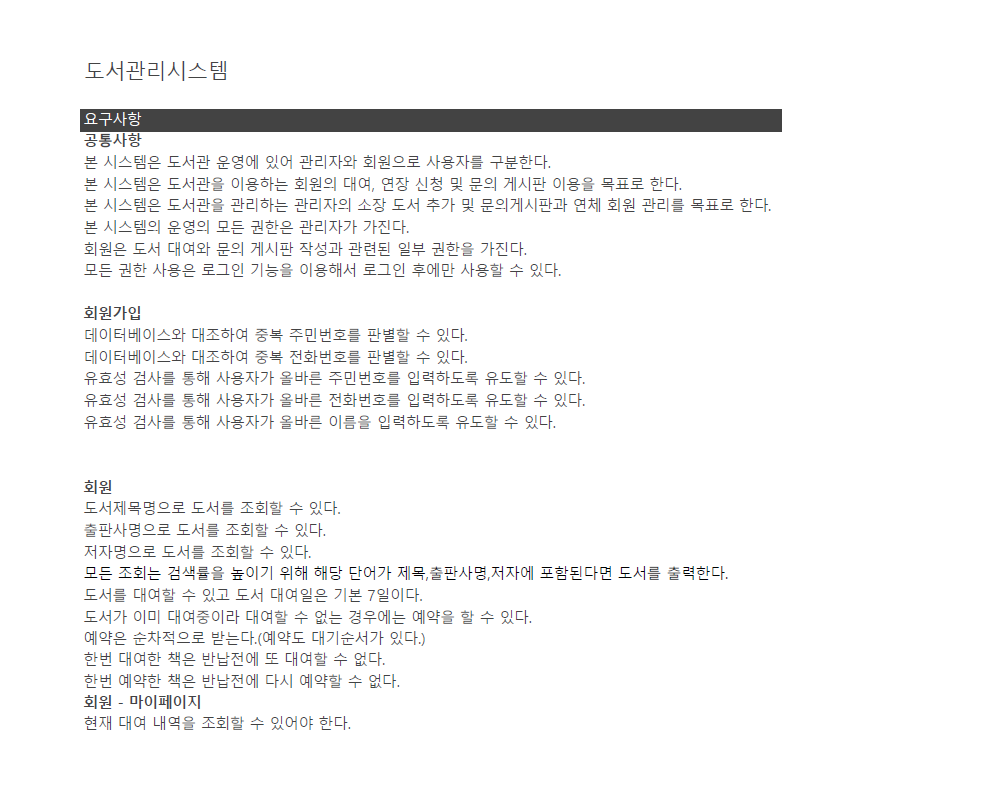 도서관리시스템
요구사항
공통사항
본 시스템은 도서관 운영에 있어 관리자와 회원으로 사용자를 구분한다.
본 시스템은 도서관을 이용하는 회원의 대여, 연장 신청 및 문의 게시판 이용을 목표로 한다.
본 시스템은 도서관을 관리하는 관리자의 소장 도서 추가 및 문의게시판과 연체 회원 관리를 목표로 한다.
본 시스템의 운영의 모든 권한은 관리자가 가진다.
회원은 도서 대여와 문의 게시판 작성과 관련된 일부 권한을 가진다.
모든 권한 사용은 로그인 기능을 이용해서 로그인 후에만 사용할 수 있다.
회원가입
데이터베이스와 대조하여 중복 주민번호를 판별할 수 있다.
데이터베이스와 대조하여 중복 전화번호를 판별할 수 있다.
유효성 검사를 통해 사용자가 올바른 주민번호를 입력하도록 유도할 수 있다.
유효성 검사를 통해 사용자가 올바른 전화번호를 입력하도록 유도할 수 있다.
유효성 검사를 통해 사용자가 올바른 이름을 입력하도록 유도할 수 있다.
회원
도서제목명으로 도서를 조회할 수 있다.
출판사명으로 도서를 조회할 수 있다.
저자명으로 도서를 조회할 수 있다.
모든 조회는 검색률을 높이기 위해 해당 단어가 제목,출판사명,저자에 포함된다면 도서를 출력한다.
도서를 대여할 수 있고 도서 대여일은 기본 7일이다.
도서가 이미 대여중이라 대여할 수 없는 경우에는 예약을 할 수 있다.
예약은 순차적으로 받는다.(예약도 대기순서가 있다.)
한번 대여한 책은 반납전에 또 대여할 수 없다.
한번 예약한 책은 반납전에 다시 예약할 수 없다.
회원 - 마이페이지
현재 대여 내역을 조회할 수 있어야 한다.